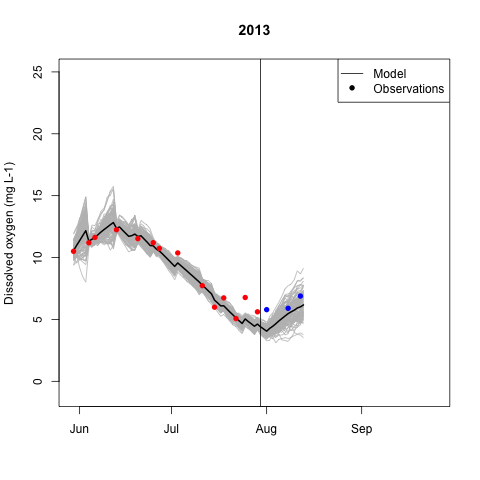 2013
Model
Observations
Dissolved oxygen (mg L-1)
25
20
15
10
5
0
Jun
Jul
Aug
Sep